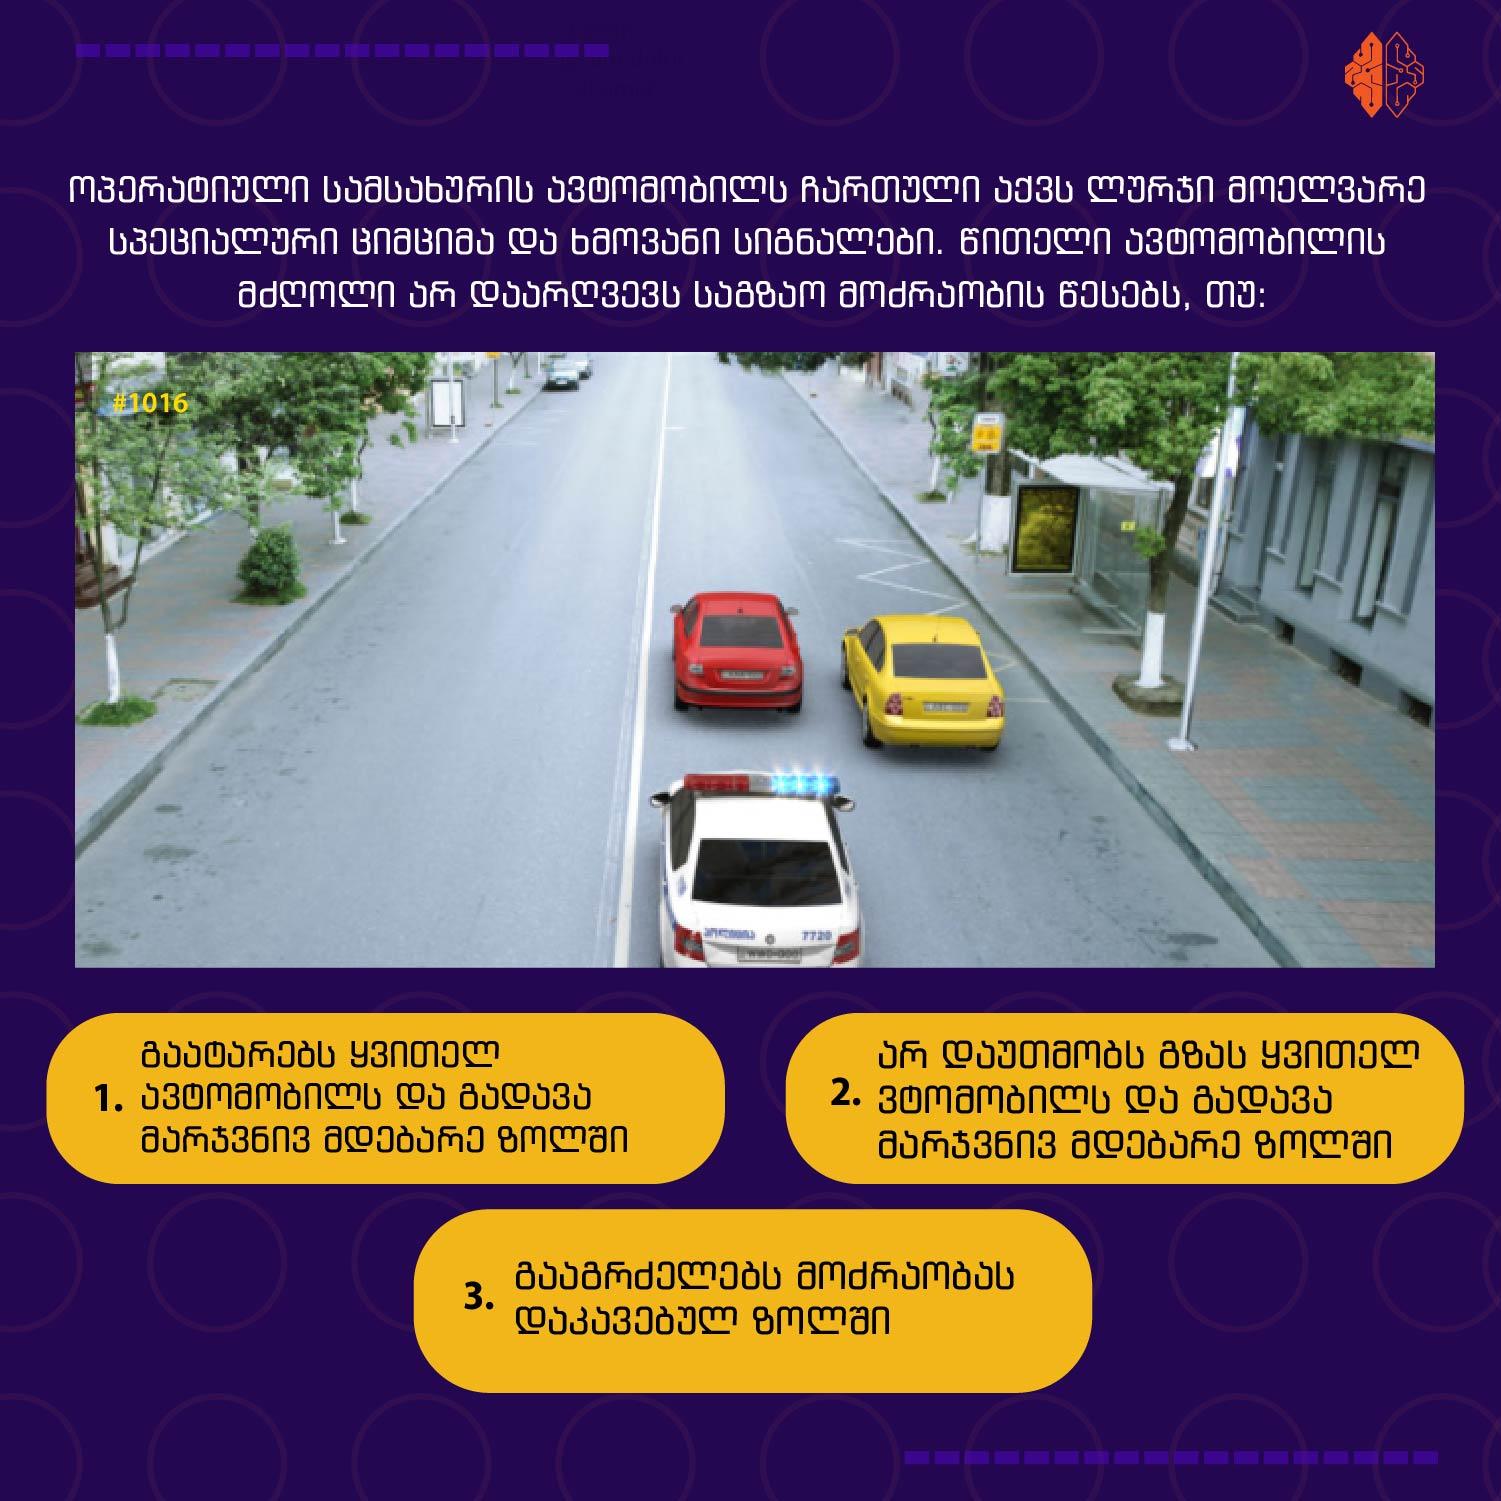 ოპერატიული სამსახურის ავტომობილს ჩართული აქვს ლურჯი მოელვარე
სპეციალური ციმციმა და ხმოვანი სიგნალები. წითელი ავტომობილის
მძღოლი არ დაარღვევს საგზაო მოძრაობის წესებს, თუ:
#1016
პოლიცია 7720
1. გაატარებს ყვითელ
ავტომობილს და გადავა
მარჯვნივ მდებარე ზოლში
2. არ დაუთმობს გზას ყვითელ
ვტომობილს და გადავა
მარჯვნივ მდებარე ზოლში
3. გააგრძელებს მოძრაობას
დაკავებულ ზოლში